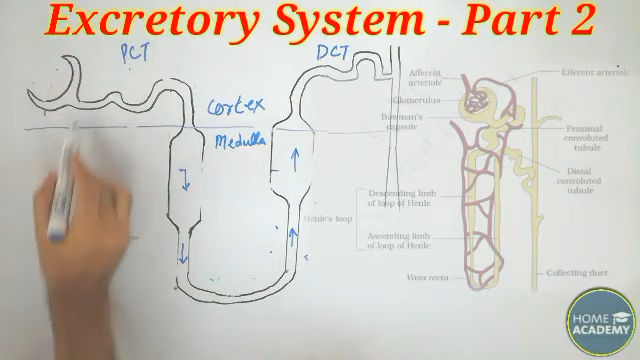 Excretory System - Part 2
PCT
DCT
Cortex
Medulla
Afferent
arteriole
Efferent arteriole
Glomerulus
Bowman's
capsule
Proximal
convoluted
tubule
Distal
convoluted
tubule
Descending limb
of loop of Henle
Henle's loop
Ascending limb
of loop of Henle
Vasa recta
Collecting duct
HOME
ACADEMY